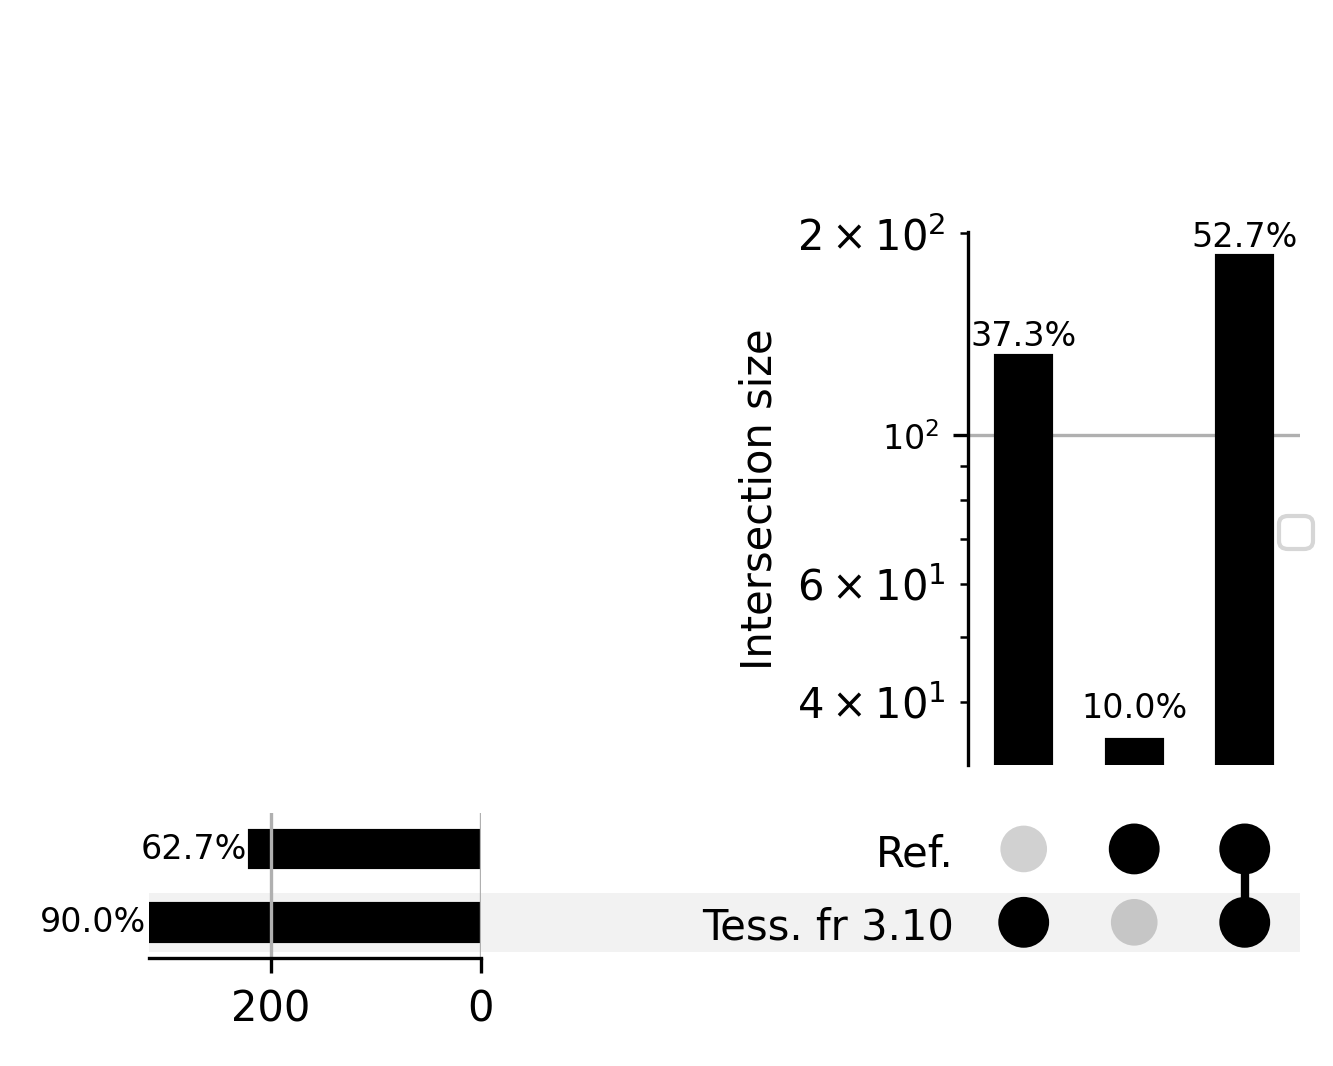 2 × 10²
52.7%
37.3%
10²
Intersection size
6 × 10¹
4 × 10¹
10.0%
62.7%
Ref.
90.0%
Tess. fr 3.10
200
0